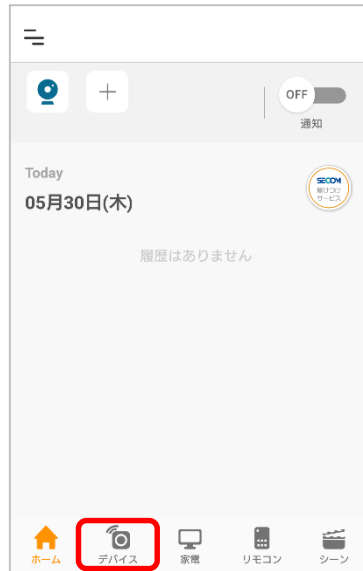 OFF
通知
Today
05月30日(木)
SECOM
駆けつけ
サービス
履歴はありません
ホーム
デバイス
家電
リモコン
シーン